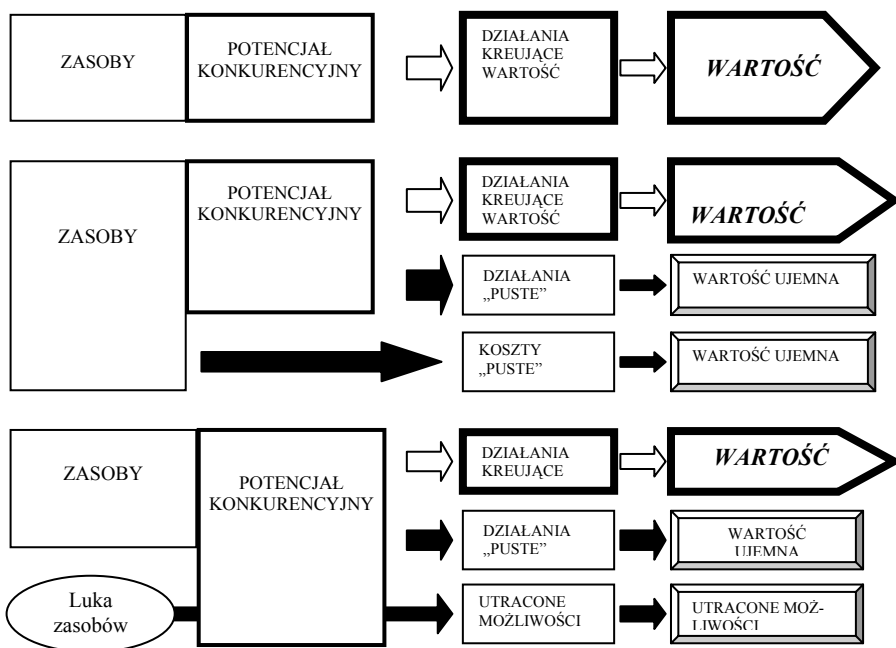 ZASOBY
POTENCJAŁ
KONKURENCYJNY
DZIAŁANIA
KREUJĄCE
WARTOŚĆ
WARTOŚĆ
ZASOBY
POTENCJAŁ
KONKURENCYJNY
DZIAŁANIA
KREUJĄCE
WARTOŚĆ
WARTOŚĆ
DZIAŁANIA
„PUSTE”
WARTOŚĆ UJEMNA
KOSZTY
„PUSTE”
WARTOŚĆ UJEMNA
ZASOBY
POTENCJAŁ
KONKURENCYJNY
DZIAŁANIA
KREUJĄCE
WARTOŚĆ
DZIAŁANIA
„PUSTE”
WARTOŚĆ
UJEMNA
Luka
zasobów
UTRACONE
MOŻLIWOŚCI
UTRACONE MOŻ-
LIWOŚCI